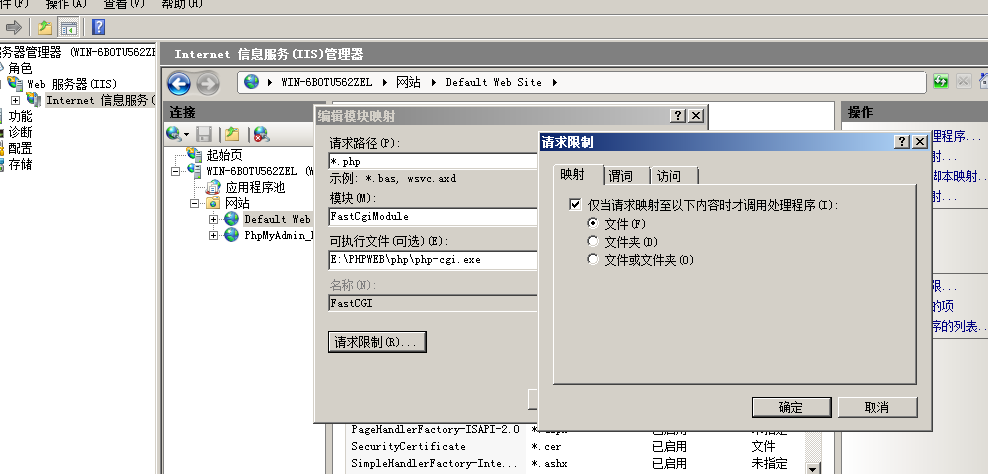 操作(A) 查看(V) 帮助(H)
务器管理器 (WIN-6BOTU562ZE
角色
Web 服务器(IIS)
Internet 信息服务(
功能
诊断
配置
存储
Internet 信息服务(IIS)管理器
WIN-6BOTU562ZEL 网站 Default Web Site
连接
起始页
WIN-6BOTU562ZEL (W
应用程序池
网站
Default Web
PhpMyAdmin_
编辑模块映射
请求路径(P):
*.php
示例: *.bas, wsvc.axd
模块(M):
FastCgiModule
可执行文件(可选)(E):
E:\PHPWEB\php\php-cgi.exe
名称(N):
FastCGI
请求限制(R)...
请求限制
映射 谓词 访问
仅当请求映射至以下内容时才调用处理程序(I):
文件(F)
文件夹(D)
文件或文件夹(O)
确定 取消
操作
理程序...
射...
脚本映射...
射...
限...
的项
序的列表...
PageHandlerFactory-ISAPI-2.0 已启用 未指定
SecurityCertificate *.cer 已启用 文件
SimpleHandlerFactory-Inte... *.ashx 已启用 未指定